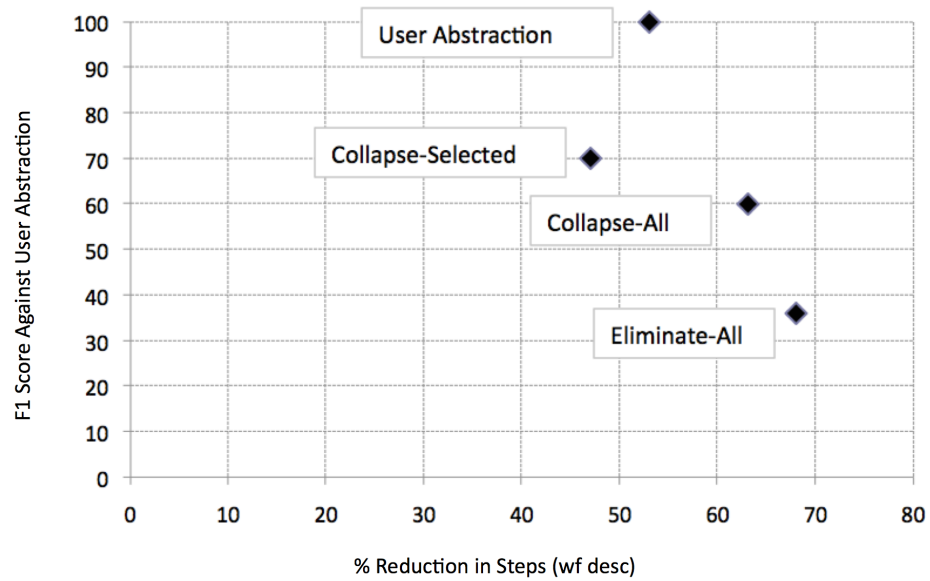 100
90
80
70
60
50
40
30
20
10
0
F1 Score Against User Abstraction
User Abstraction
Collapse-Selected
Collapse-All
Eliminate-All
0 10 20 30 40 50 60 70 80
% Reduction in Steps (wf desc)